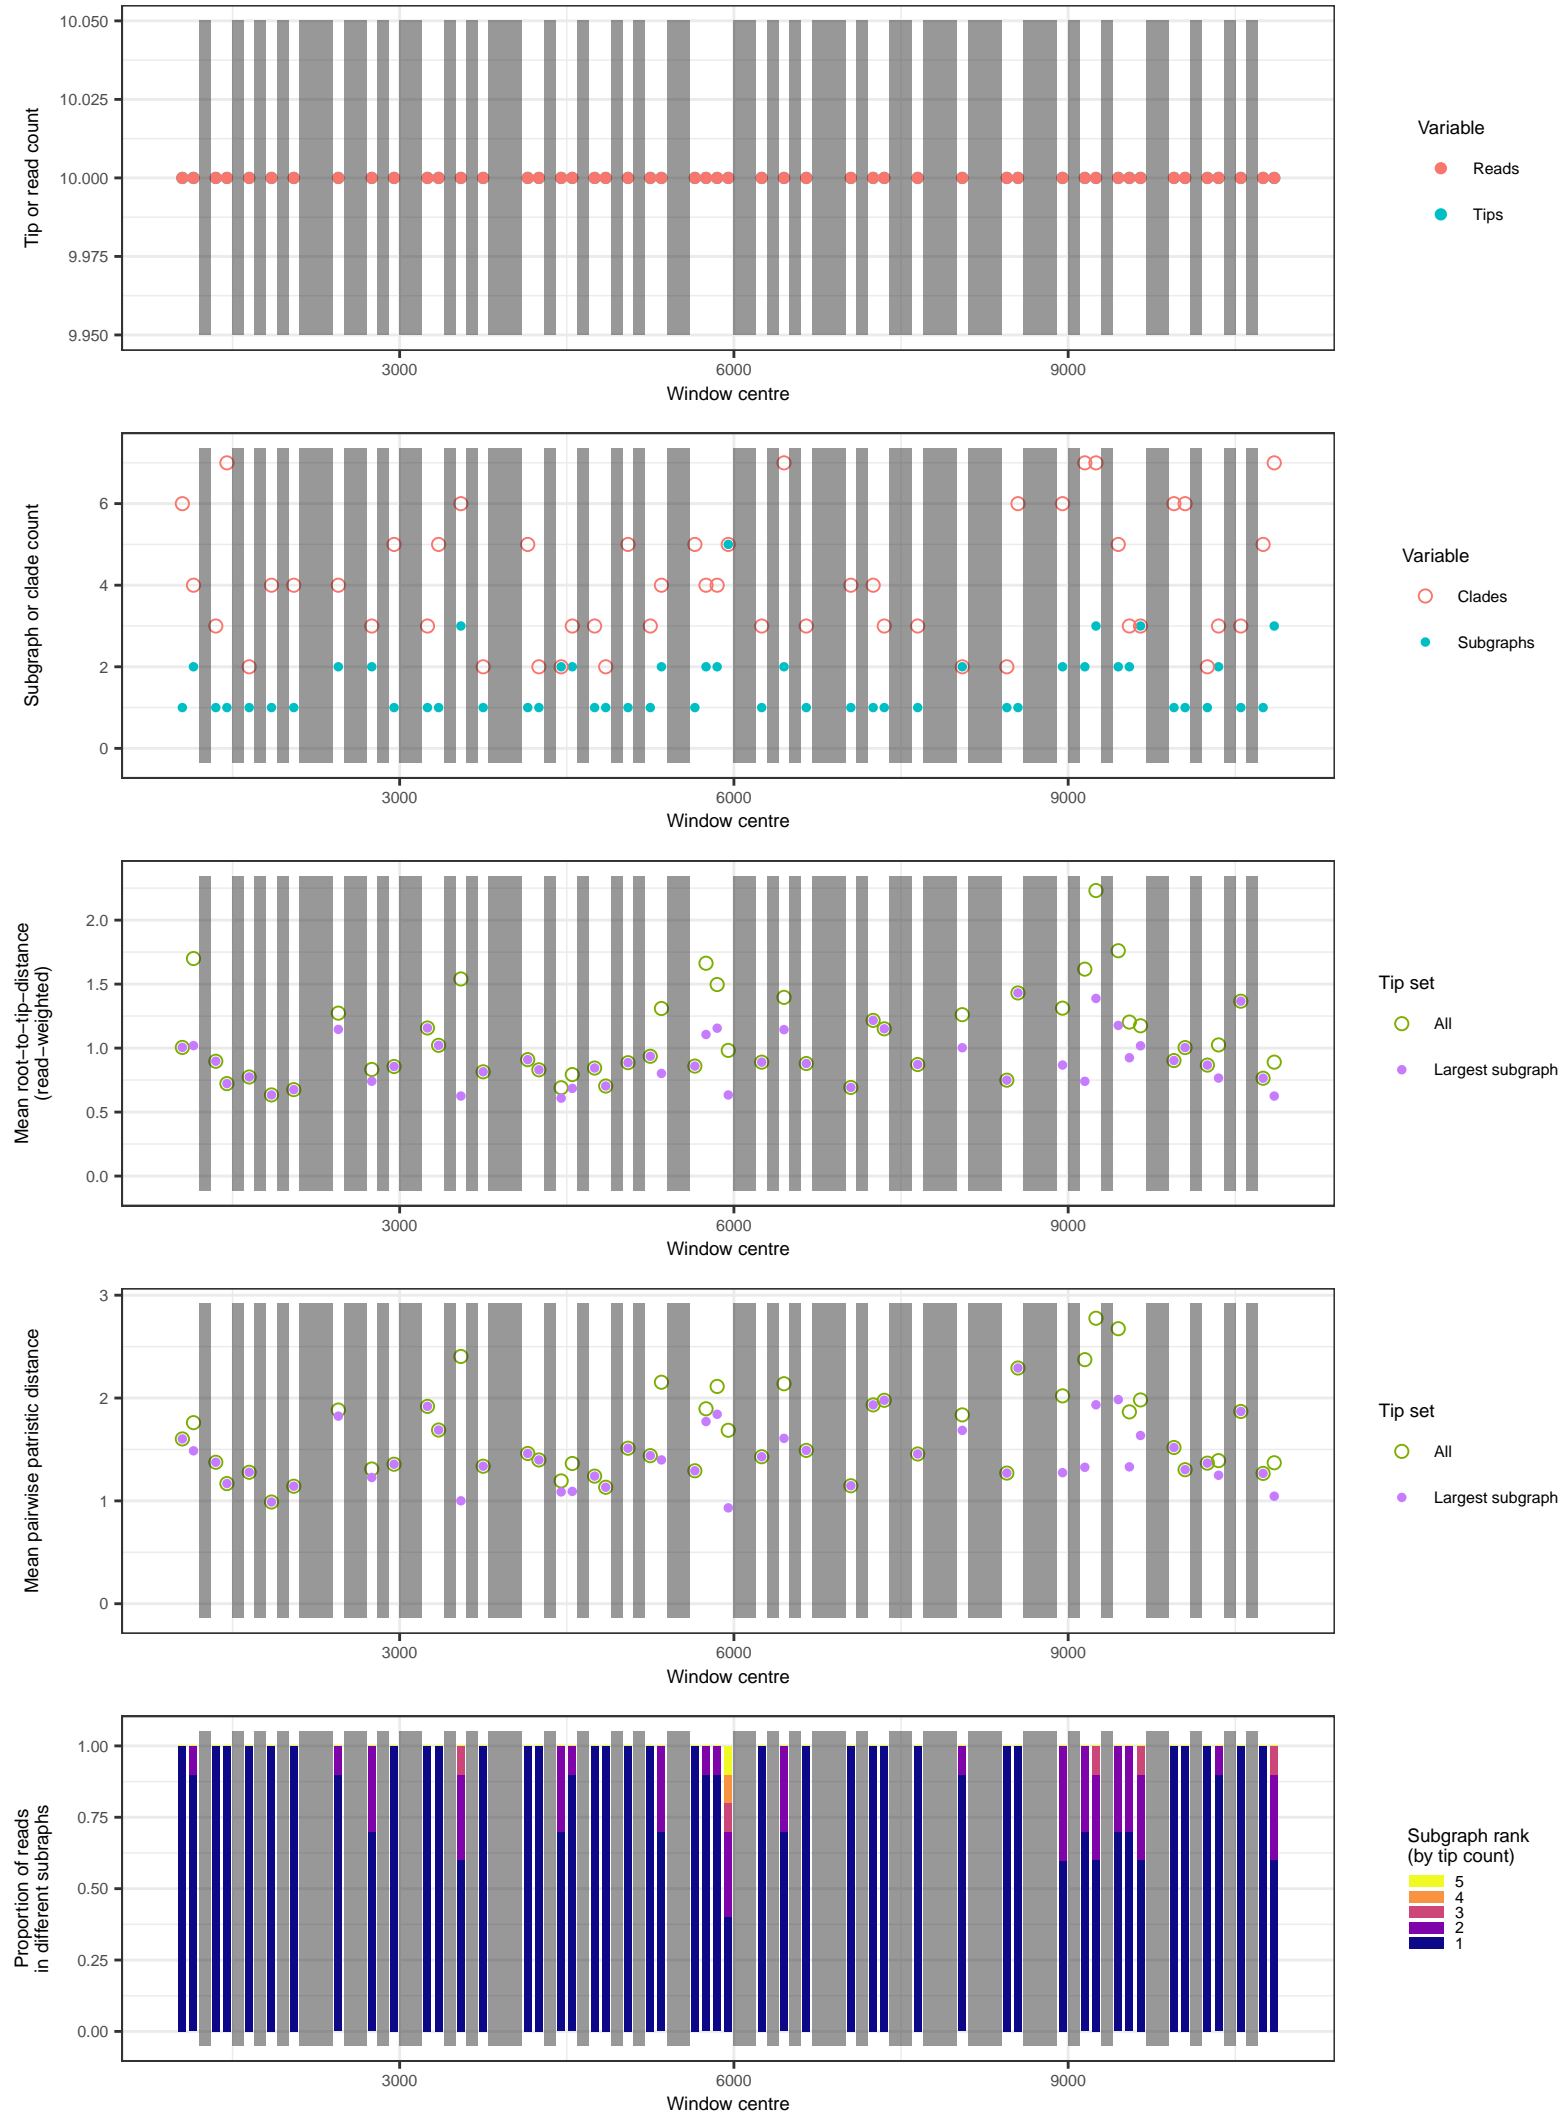 10.050
10.025
10.000
9.975
9.950
Tip or read count
3000
6000
9000
Window centre
Variable
Reads
Tips
6
4
2
0
Subgraph or clade count
3000
6000
9000
Window centre
Variable
Clades
Subgraphs
2.0
1.5
1.0
0.5
0.0
Mean root−to−tip−distance
(read−weighted)
3000
6000
9000
Window centre
Tip set
All
Largest subgraph
3
2
1
0
Mean pairwise patristic distance
3000
6000
9000
Window centre
Tip set
All
Largest subgraph
1.00
0.75
0.50
0.25
0.00
Proportion of reads
in different subraphs
3000
6000
9000
Window centre
Subgraph rank
(by tip count)
5
4
3
2
1